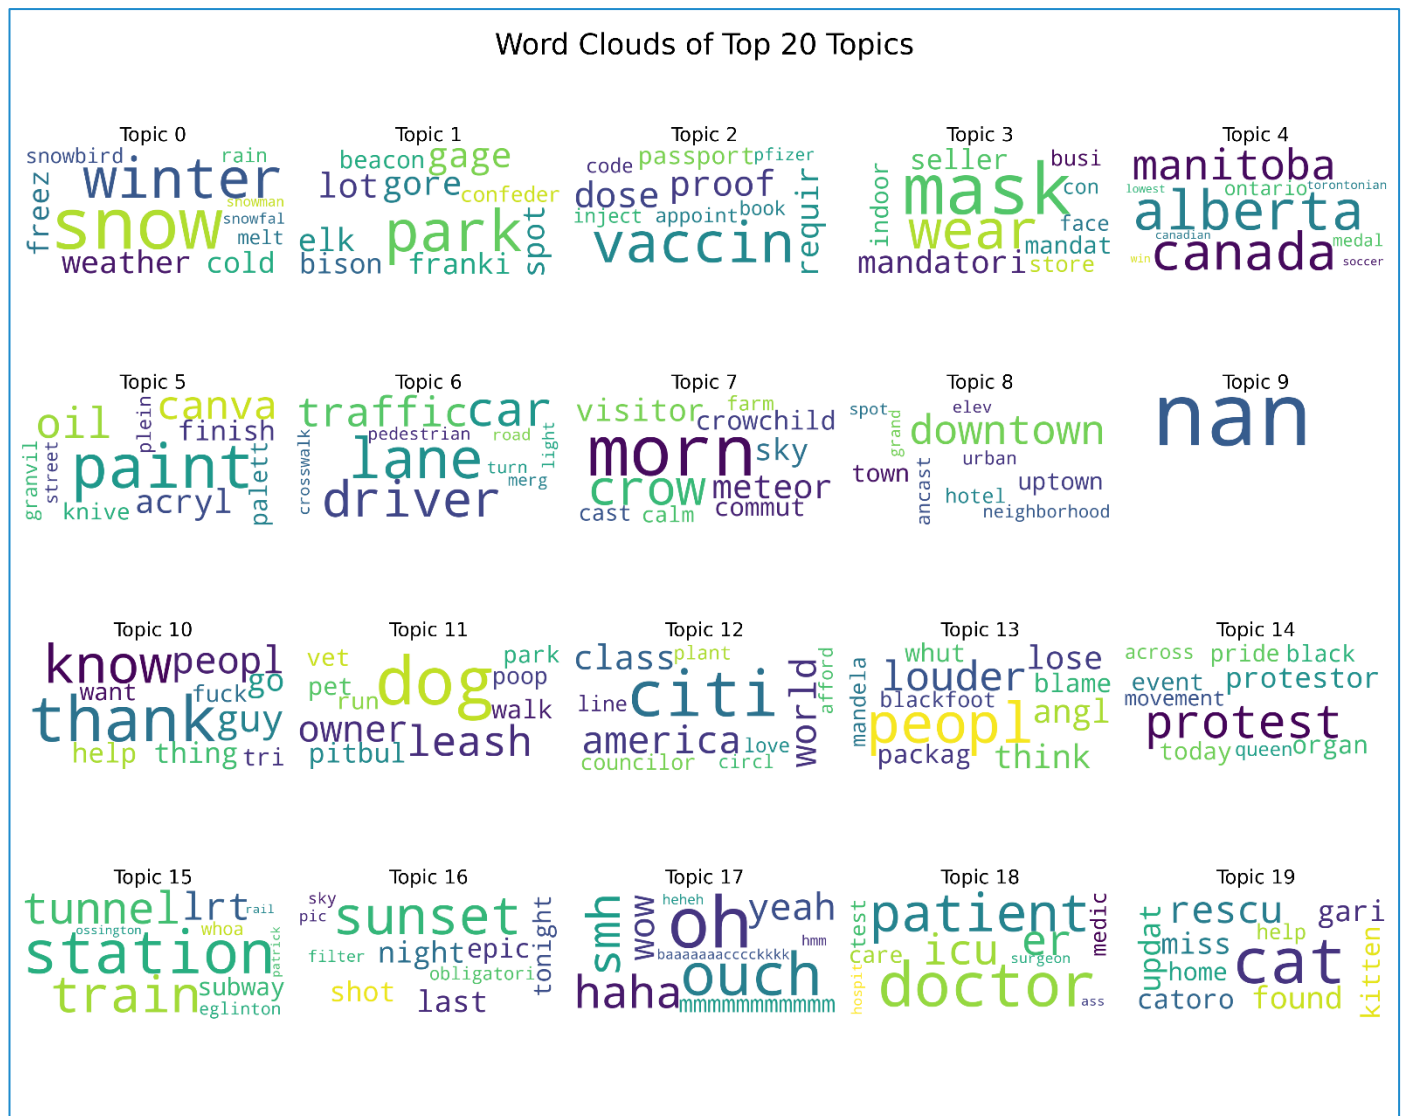 Word Clouds of Top 20 Topics
Topic 0
snowbird
rain
winter
freez
snowman
snow
snowfal
melt
weather
cold
Topic 1
beacon
gage
lot
gore
confeder
park
spot
elk
bison
franki
Topic 2
code
passport
pfizer
dose
proof
inject
appoint
book
requir
vaccin
Topic 3
seller
busi
indoor
mask
con
wear
face
mandat
mandatori
store
Topic 4
manitoba
lowest
ontario
torontonian
alberta
canadian
medal
win
canada
soccer
Topic 5
oil
plein
canva
finish
granvil
street
paint
palett
knive
acryl
Topic 6
traffic
car
pedestrian
road
light
crosswalk
lane
turn
merg
driver
Topic 7
visitor
farm
crowchild
morn
sky
crow
meteor
cast
calm
commut
Topic 8
spot
elev
grand
downtown
urban
town
uptown
ancast
hotel
neighborhood
Topic 9
nan
Topic 10
know
peopl
want
fuck
go
thank
guy
help
thing
tri
Topic 11
vet
park
dog
poop
pet
run
walk
owner
leash
pitbul
Topic 12
class
plant
citi
world
afford
line
america
love
councilor
circl
Topic 13
whut
lose
mandela
louder
blame
blackfoot
peopl
angl
packag
think
Topic 14
across
pride
black
event
protestor
movement
protest
today
queen
organ
Topic 15
tunnel
lrt
rail
ossington
whoa
station
patrick
train
subway
eglinton
Topic 16
sky
pic
sunset
tonight
filter
night
epic
obligatori
shot
last
Topic 17
smh
wow
heheh
oh
yeah
hmm
baaaaaaacccckkkk
ouch
haha
mmmmmmmmmmm
Topic 18
patient
medic
ctest
care
icu
er
surgeon
hospit
doctor
ass
Topic 19
rescu
gari
updat
miss
help
cat
kitten
home
catoro
found